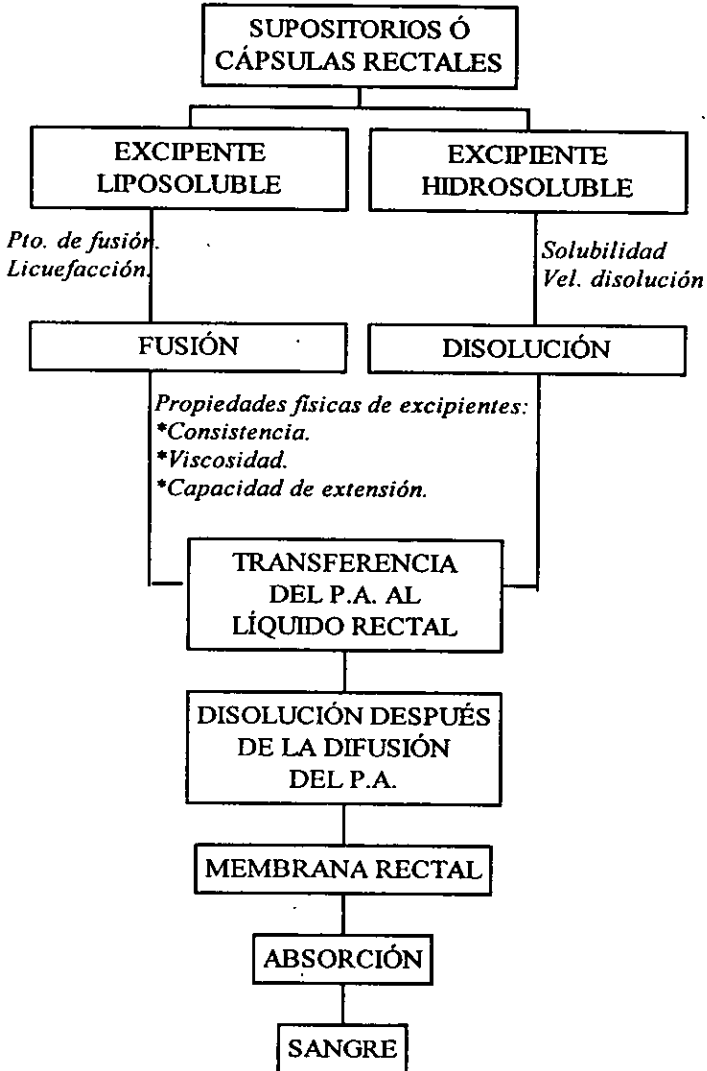 SUPOSITORIOS Ó
CÁPSULAS RECTALES
EXCIPENTE
LIPOSOLUBLE
EXCIPIENTE
HIDROSOLUBLE
Pto. de fusión.
Licuefacción.
Solubilidad
Vel. disolución
FUSIÓN
DISOLUCIÓN
Propiedades físicas de excipientes:
*Consistencia.
*Viscosidad.
*Capacidad de extensión.
TRANSFERENCIA
DEL P.A. AL
LÍQUIDO RECTAL
DISOLUCIÓN DESPUÉS
DE LA DIFUSIÓN
DEL P.A.
MEMBRANA RECTAL
ABSORCIÓN
SANGRE